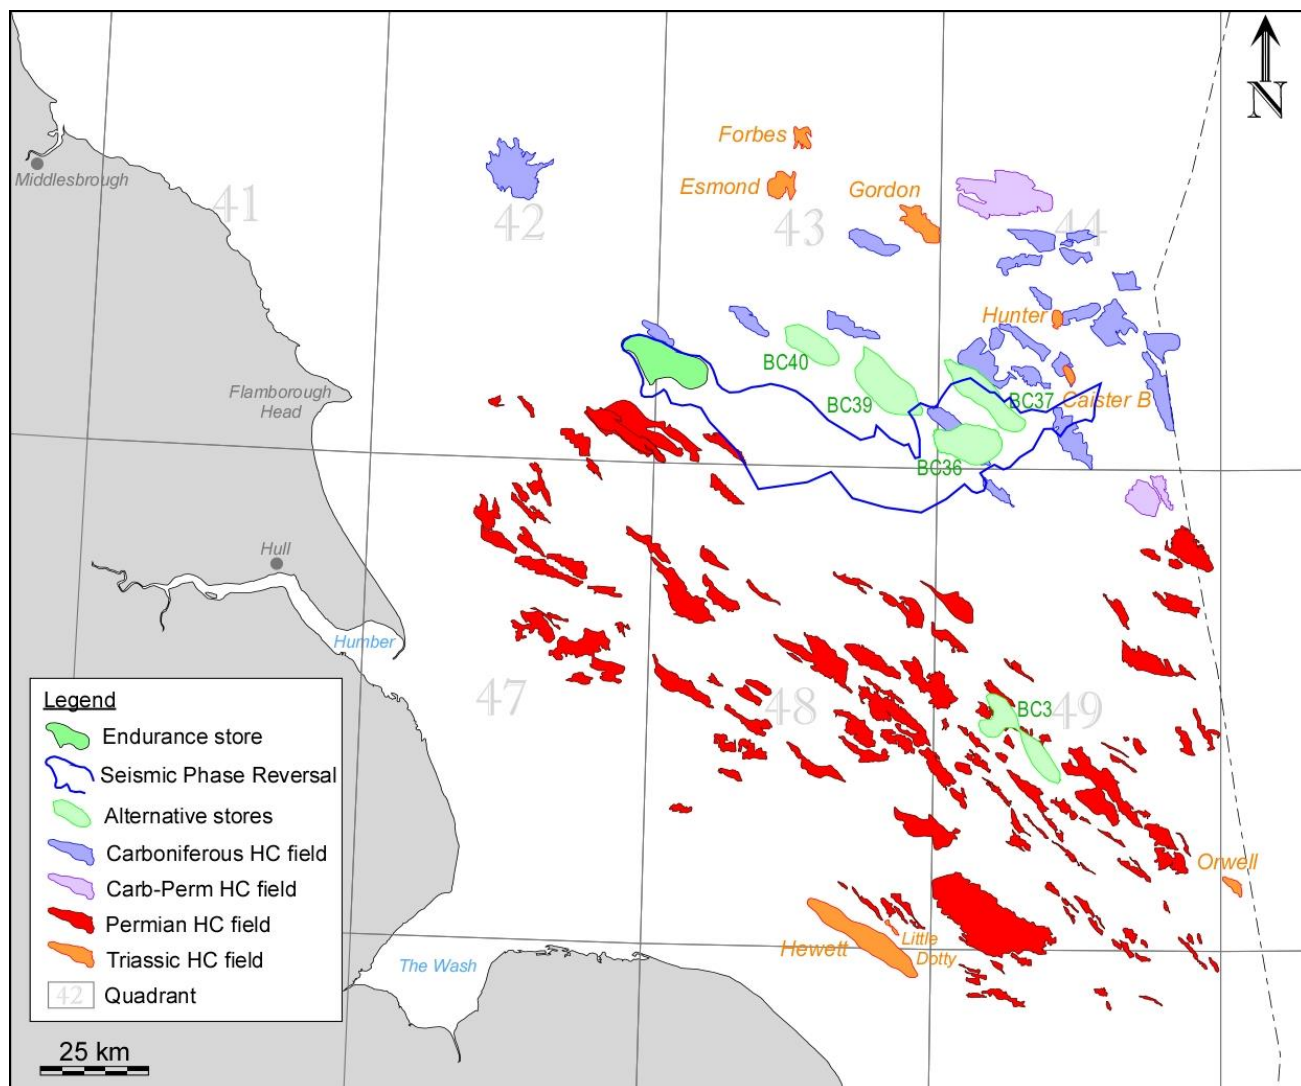 N
Forbes
Middlesbrough
Esmond
Gordon
41
42
43
44
Hunter
BC40
Flamborough
Head
BC39
BC37
Caister B
BC36
Hull
Humber
47
48
BC3
49
Legend
Endurance store
Seismic Phase Reversal
Alternative stores
Carboniferous HC field
Carb-Perm HC field
Permian HC field
Triassic HC field
42
Quadrant
Orwell
Hewett
Little
Dotty
The Wash
25 km